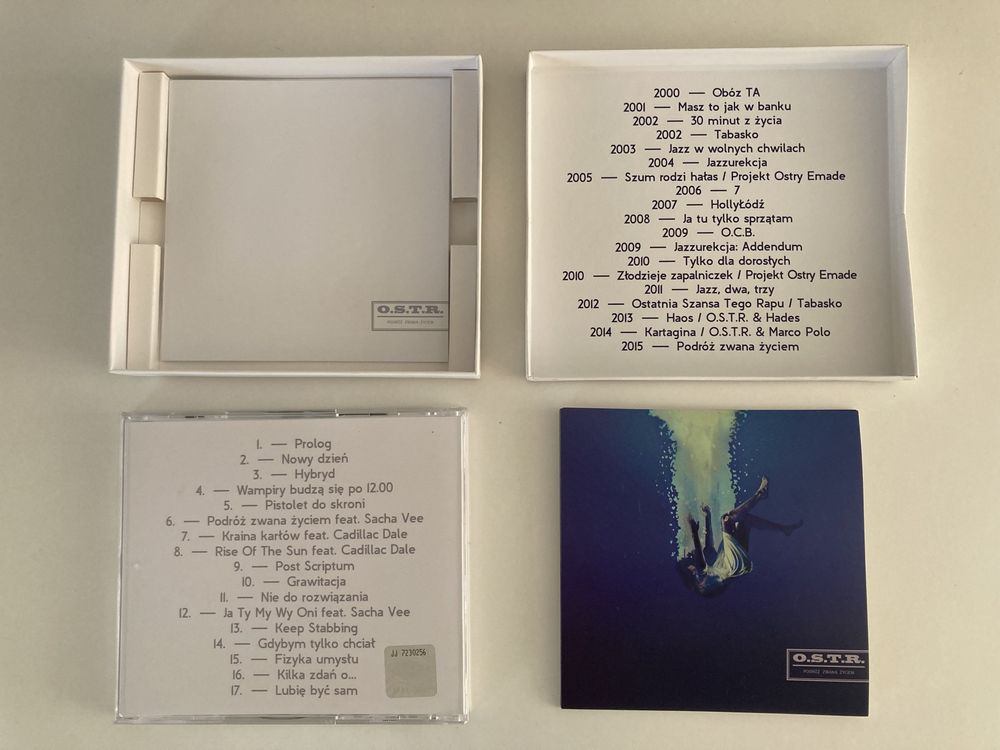 O.S.T.R.
PODRÓŻ ZWANA ŻYCIEM
2000 — Obóz TA
2001 — Masz to jak w banku
2002 — 30 minut z życia
2002 — Tabasko
2003 — Jazz w wolnych chwilach
2004 — Jazzurekcja
2005 — Szum rodzi hałas / Projekt Ostry Emade
2006 — 7
2007 — HollyŁódź
2008 — Ja tu tylko sprzątam
2009 — O.C.B.
2009 — Jazzurekcja: Addendum
2010 — Tylko dla dorosłych
2010 — Złodzieje zapalniczek / Projekt Ostry Emade
2011 — Jazz, dwa, trzy
2012 — Ostatnia Szansa Tego Rapu / Tabasko
2013 — Haos / O.S.T.R. & Hades
2014 — Kartagina / O.S.T.R. & Marco Polo
2015 — Podróż zwana życiem
1. — Prolog
2. — Nowy dzień
3. — Hybryd
4. — Wampiry budzą się po 12.00
5. — Pistolet do skroni
6. — Podróż zwana życiem feat. Sacha Vee
7. — Kraina karłów feat. Cadillac Dale
8. — Rise Of The Sun feat. Cadillac Dale
9. — Post Scriptum
10. — Grawitacja
11. — Nie do rozwiązania
12. — Ja Ty My Wy Oni feat. Sacha Vee
13. — Keep Stabbing
14. — Gdybym tylko chciał
15. — Fizyka umysłu
16. — Kilka zdań o...
17. — Lubię być sam
JJ 7230256
O.S.T.R.
PODRÓŻ ZWANA ŻYCIEM